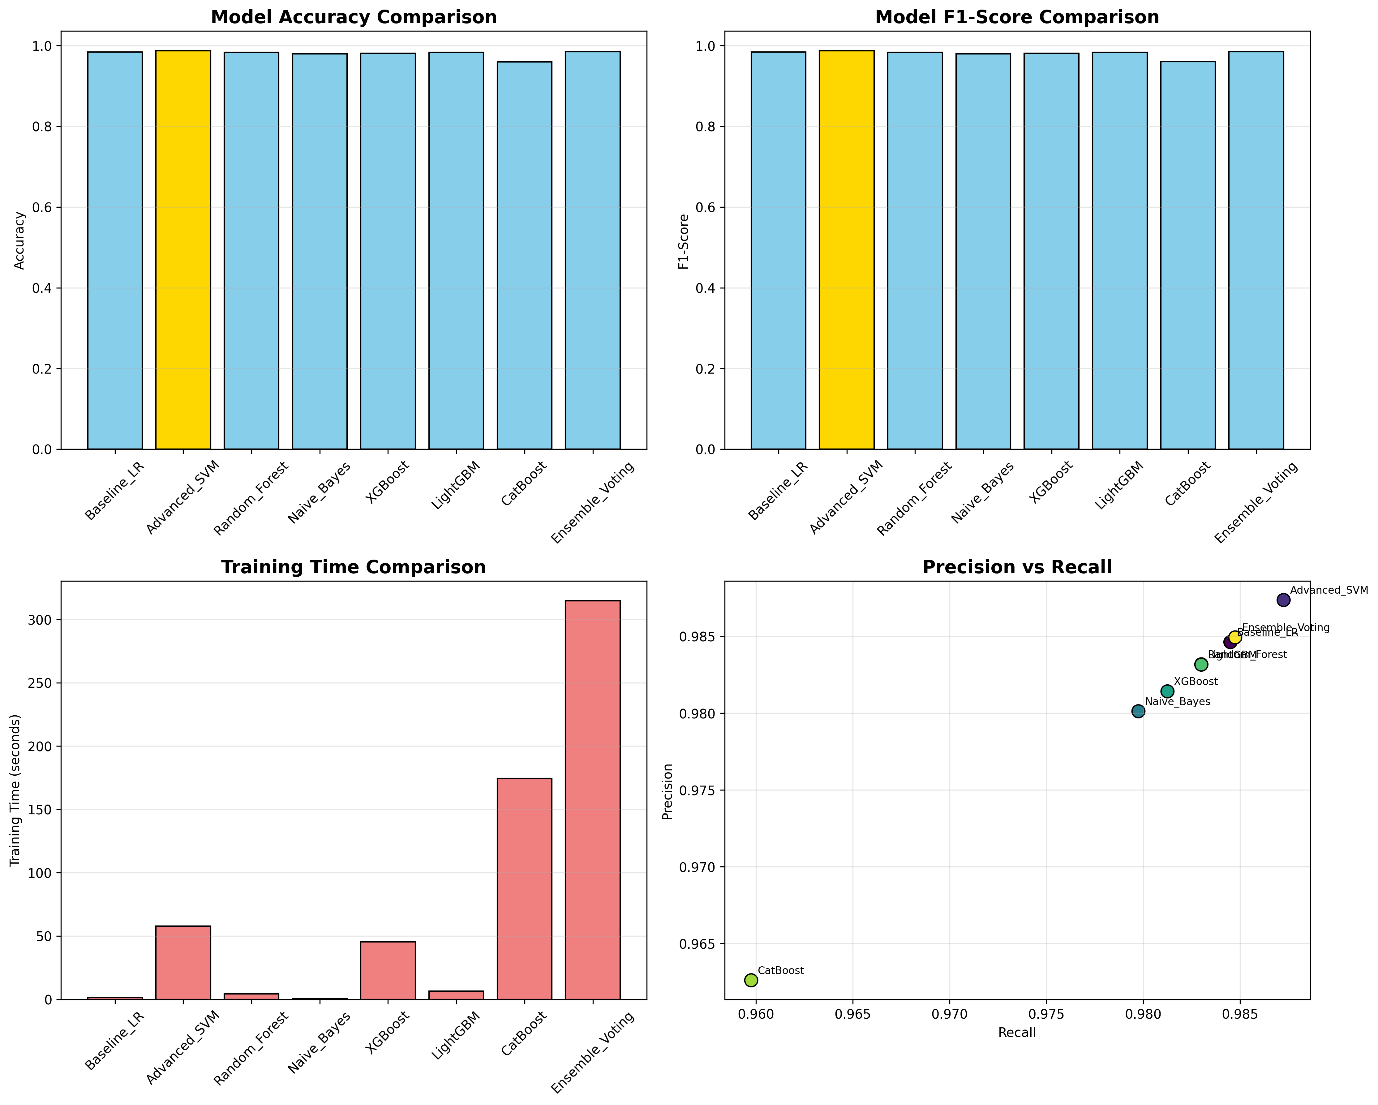 Model Accuracy Comparison
Accuracy
1.0
0.8
0.6
0.4
0.2
0.0
Baseline_LR
Advanced_SVM
Random_Forest
Naive_Bayes
XGBoost
LightGBM
CatBoost
Ensemble_Voting
Model F1-Score Comparison
F1-Score
1.0
0.8
0.6
0.4
0.2
0.0
Baseline_LR
Advanced_SVM
Random_Forest
Naive_Bayes
XGBoost
LightGBM
CatBoost
Ensemble_Voting
Training Time Comparison
Training Time (seconds)
300
250
200
150
100
50
0
Baseline_LR
Advanced_SVM
Random_Forest
Naive_Bayes
XGBoost
LightGBM
CatBoost
Ensemble_Voting
Precision vs Recall
Precision
0.985
0.980
0.975
0.970
0.965
Advanced_SVM
Ensemble_Voting
Baseline_LR
Random_Forest
LightGBM
XGBoost
Naive_Bayes
CatBoost
0.960
0.965
0.970
0.975
0.980
0.985
Recall